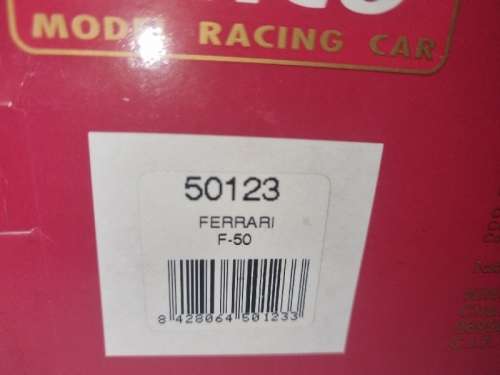 MODEL RACING CAR
50123
FERRARI
F-50
8 428064 501233